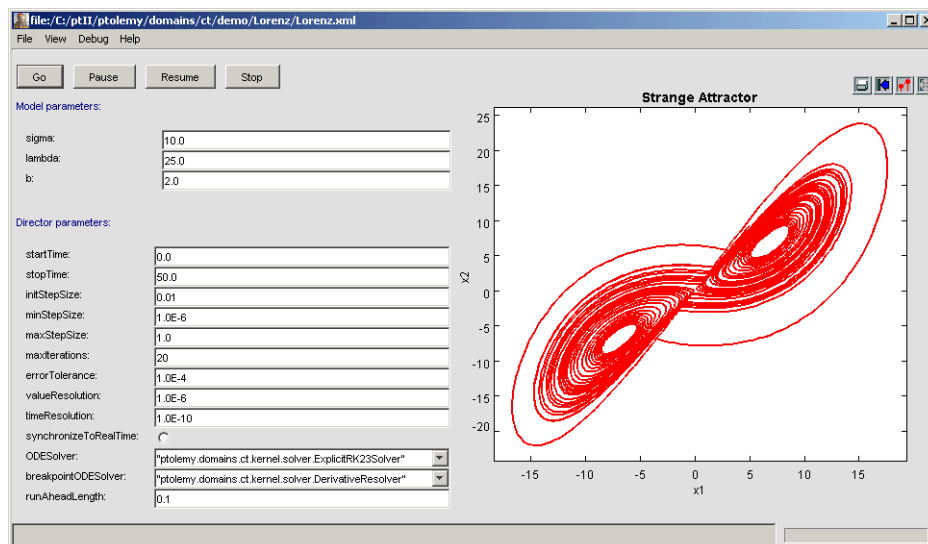 file:/C:/ptII/ptolemy/domains/ct/demo/Lorenz/Lorenz.xml
File View Debug Help
Go Pause Resume Stop
Model parameters:
sigma: 10.0
lambda: 25.0
b: 2.0
Director parameters:
startTime: 0.0
stopTime: 50.0
initStepSize: 0.01
minStepSize: 1.0E-6
maxStepSize: 1.0
maxIterations: 20
errorTolerance: 1.0E-4
valueResolution: 1.0E-6
timeResolution: 1.0E-10
synchronizeToRealTime:
ODESolver: "ptolemy.domains.ct.kernel.solver.ExplicitRK23Solver"
breakpointODESolver: "ptolemy.domains.ct.kernel.solver.DerivativeResolver"
runAheadLength: 0.1
Strange Attractor
25
20
15
10
5
0
-5
-10
-15
-20
x2
-15 -10 -5 0 5 10 15
x1